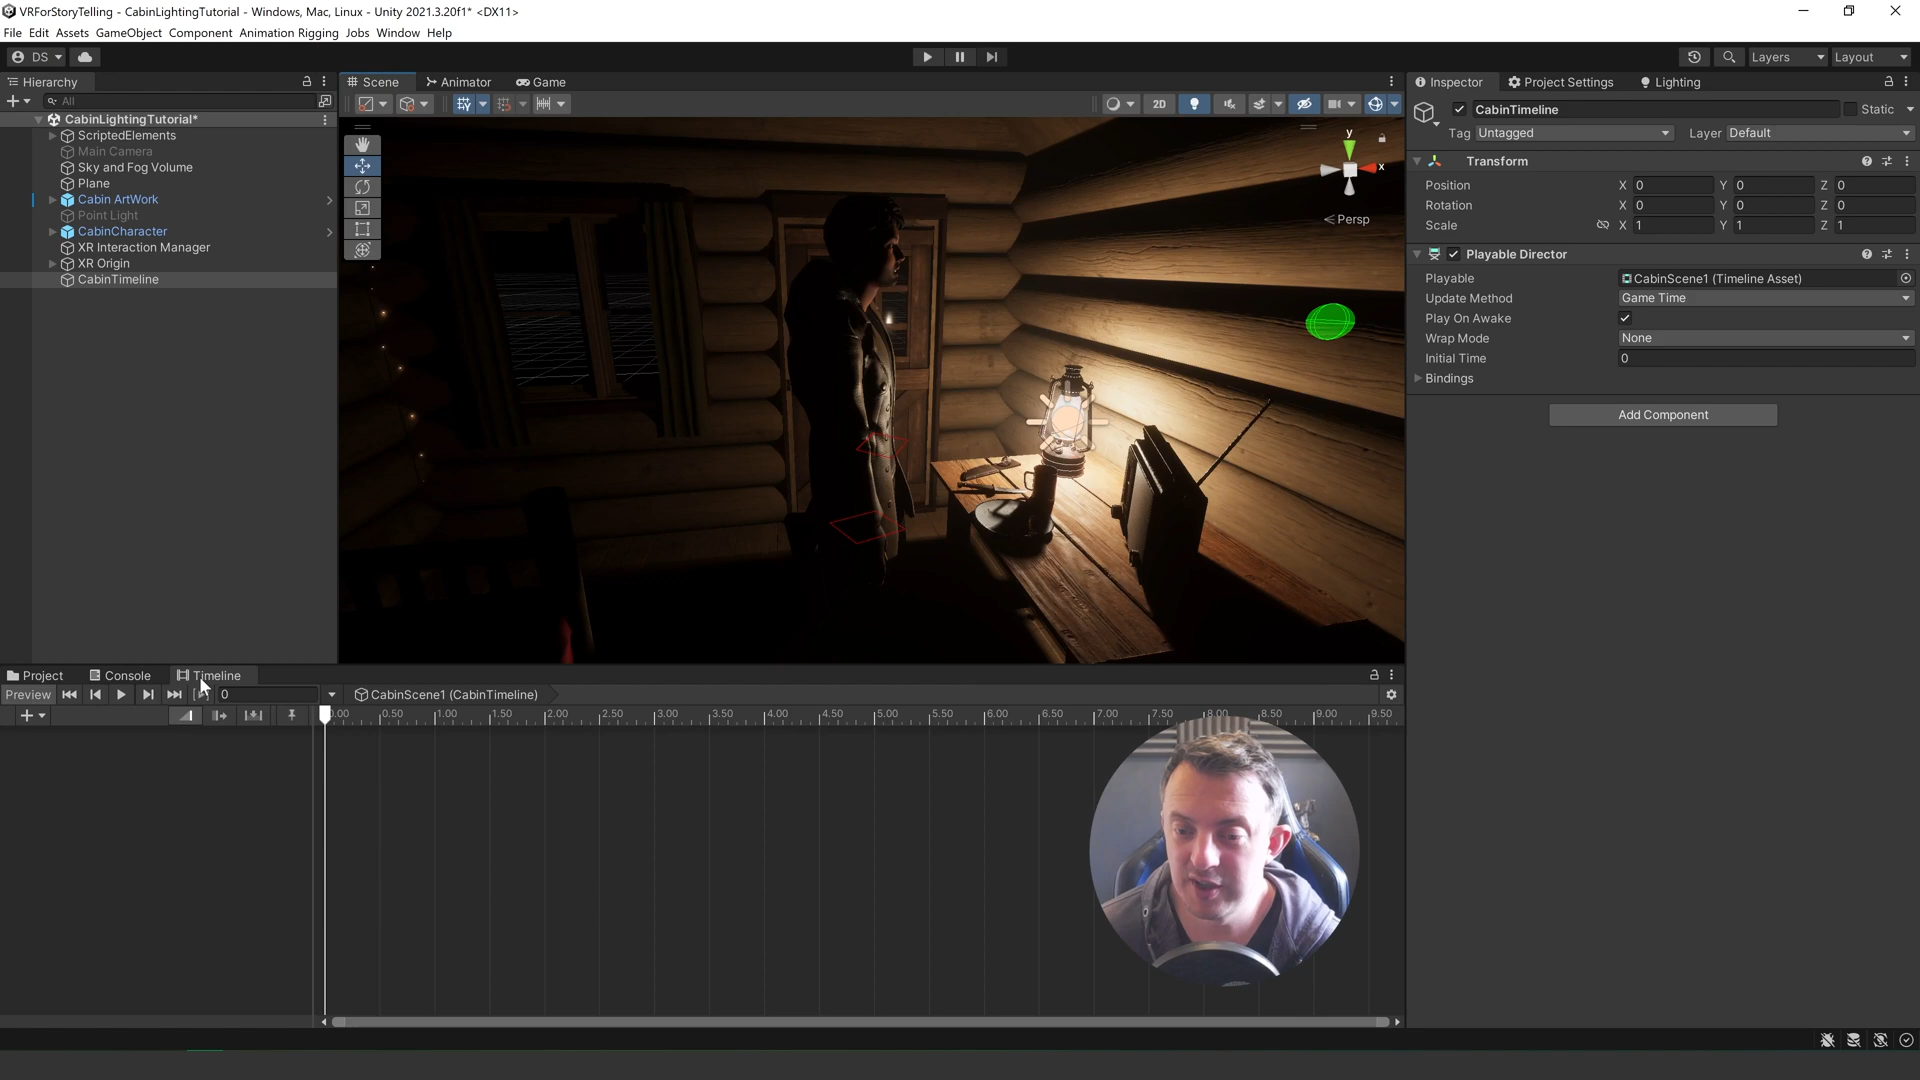 VRForStoryTelling - CabinLightingTutorial - Windows, Mac, Linux - Unity 2021.3.20f1* <DX11>
File Edit Assets GameObject Component Animation Rigging Jobs Window Help
DS Layers Layout
Hierarchy
All
CabinLightingTutorial*
ScriptedElements
Main Camera
Sky and Fog Volume
Plane
Cabin ArtWork
Point Light
CabinCharacter
XR Interaction Manager
XR Origin
CabinTimeline
Scene Animator Game
2D
y
x
Persp
Inspector Project Settings Lighting
CabinTimeline Static
Tag Untagged Layer Default
Transform
Position X 0 Y 0 Z 0
Rotation X 0 Y 0 Z 0
Scale X 1 Y 1 Z 1
Playable Director
Playable CabinScene1 (Timeline Asset)
Update Method Game Time
Play On Awake
Wrap Mode None
Initial Time 0
Bindings
Add Component
Project Console Timeline
Preview 0 CabinScene1 (CabinTimeline)
0.00 0.50 1.00 1.50 2.00 2.50 3.00 3.50 4.00 4.50 5.00 5.50 6.00 6.50 7.00 7.50 8.00 8.50 9.00 9.50